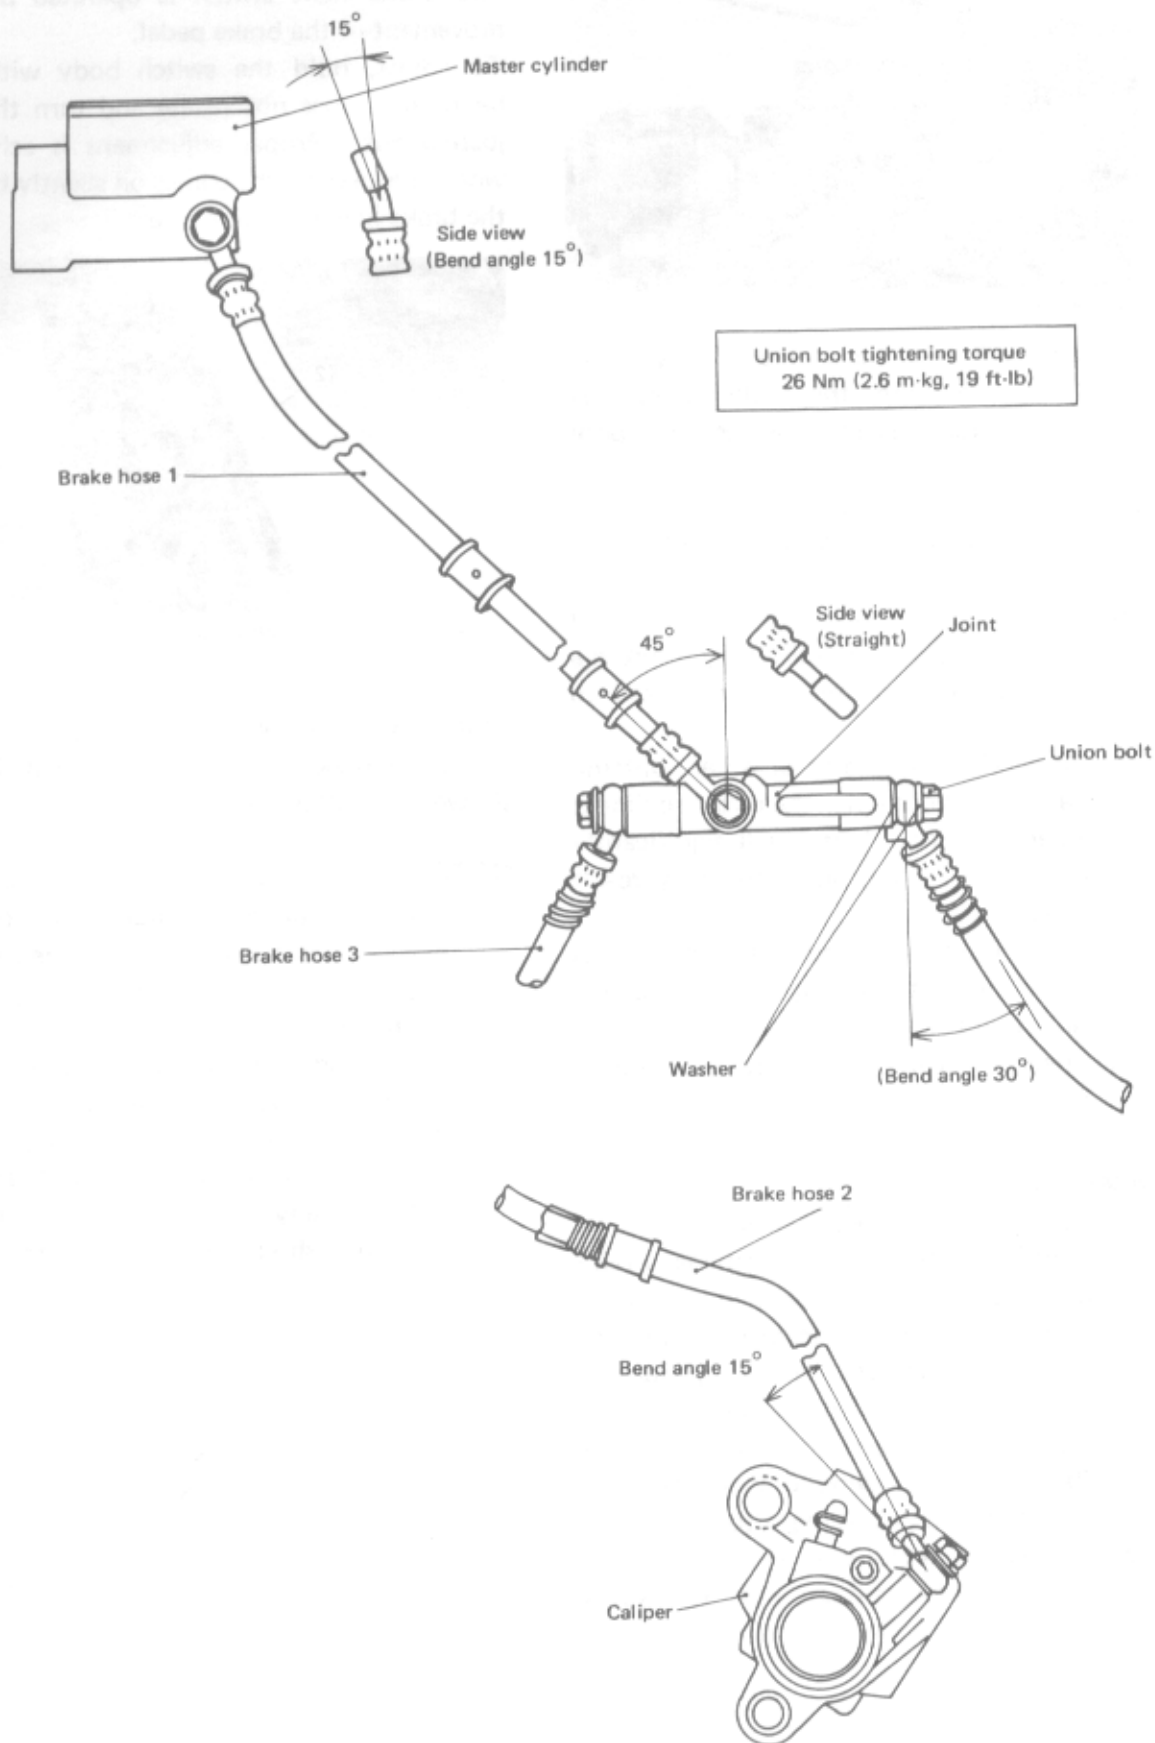 15°
Master cylinder
Side view
(Bend angle 15°)
Union bolt tightening torque
26 Nm (2.6 m·kg, 19 ft·lb)
Brake hose 1
45°
Side view
(Straight)
Joint
Union bolt
Brake hose 3
Washer
(Bend angle 30°)
Brake hose 2
Bend angle 15°
Caliper